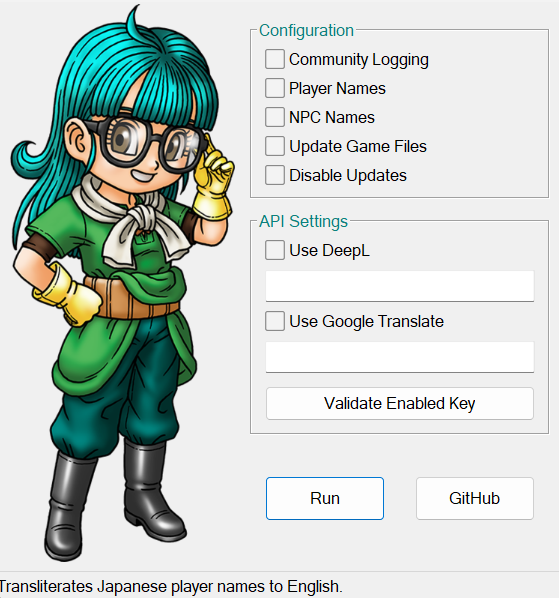 Configuration
Community Logging
Player Names
NPC Names
Update Game Files
Disable Updates
API Settings
Use DeepL
Use Google Translate
Validate Enabled Key
Run
GitHub
Transliterates Japanese player names to English.